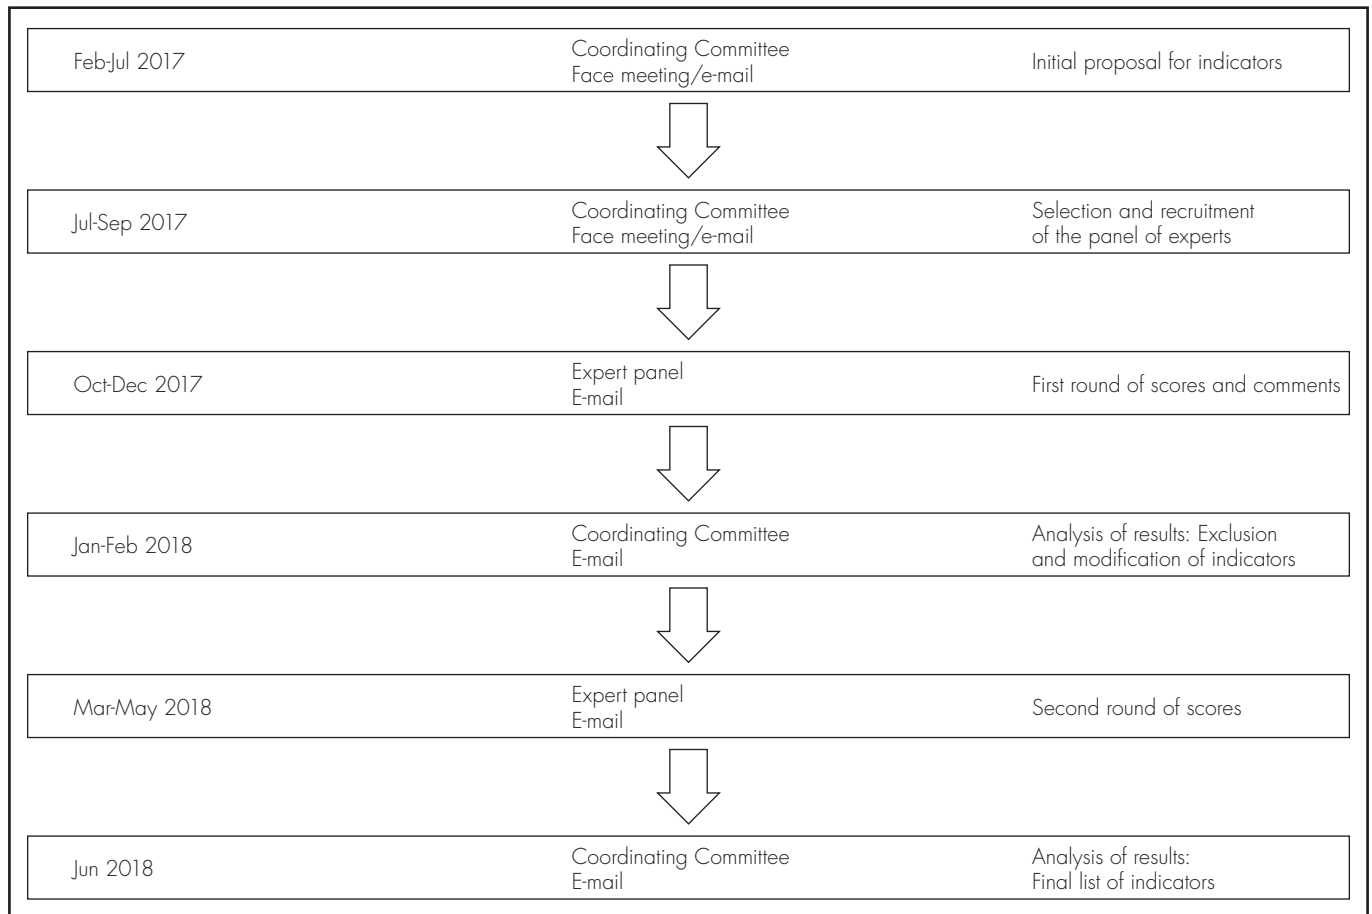 Feb-Jul 2017
Coordinating Committee
Face meeting/e-mail
Initial proposal for indicators
Jul-Sep 2017
Coordinating Committee
Face meeting/e-mail
Selection and recruitment
of the panel of experts
Oct-Dec 2017
Expert panel
E-mail
First round of scores and comments
Jan-Feb 2018
Coordinating Committee
E-mail
Analysis of results: Exclusion
and modification of indicators
Mar-May 2018
Expert panel
E-mail
Second round of scores
Jun 2018
Coordinating Committee
E-mail
Analysis of results:
Final list of indicators